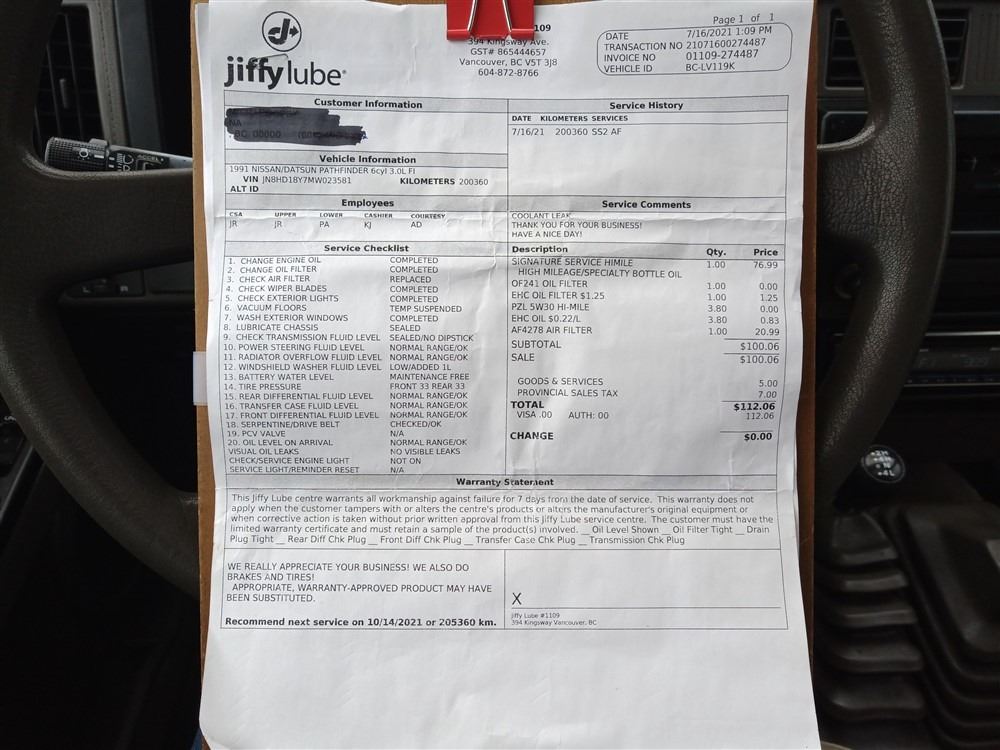 jiffy lube®
109
394 Kingsway Ave.
GST# 865444657
Vancouver, BC V5T 3J8
604-872-8766
Page 1 of 1
DATE 7/16/2021 1:09 PM
TRANSACTION NO 21071600274487
INVOICE NO 01109-274487
VEHICLE ID BC-LV119K
Customer Information
NA
BC 00000
Vehicle Information
1991 NISSAN/DATSUN PATHFINDER 6cyl 3.0L FI
VIN JN8HD18Y7MW023581 KILOMETERS 200360
ALT ID
Service History
DATE KILOMETERS SERVICES
7/16/21 200360 SS2 AF
Employees
CSA UPPER LOWER CASHIER COURTESY
JR JR PA KJ AD
Service Comments
COOLANT LEAK
THANK YOU FOR YOUR BUSINESS!
HAVE A NICE DAY!
Service Checklist
1. CHANGE ENGINE OIL COMPLETED
2. CHANGE OIL FILTER COMPLETED
3. CHECK AIR FILTER REPLACED
4. CHECK WIPER BLADES COMPLETED
5. CHECK EXTERIOR LIGHTS COMPLETED
6. VACUUM FLOORS TEMP SUSPENDED
7. WASH EXTERIOR WINDOWS COMPLETED
8. LUBRICATE CHASSIS SEALED
9. CHECK TRANSMISSION FLUID LEVEL SEALED/NO DIPSTICK
10. POWER STEERING FLUID LEVEL NORMAL RANGE/OK
11. RADIATOR OVERFLOW FLUID LEVEL NORMAL RANGE/OK
12. WINDSHIELD WASHER FLUID LEVEL LOW/ADDED 1L
13. BATTERY WATER LEVEL MAINTENANCE FREE
14. TIRE PRESSURE FRONT 33 REAR 33
15. REAR DIFFERENTIAL FLUID LEVEL NORMAL RANGE/OK
16. TRANSFER CASE FLUID LEVEL NORMAL RANGE/OK
17. FRONT DIFFERENTIAL FLUID LEVEL NORMAL RANGE/OK
18. SERPENTINE/DRIVE BELT CHECKED/OK
19. PCV VALVE N/A
20. OIL LEVEL ON ARRIVAL NORMAL RANGE/OK
VISUAL OIL LEAKS NO VISIBLE LEAKS
CHECK/SERVICE ENGINE LIGHT NOT ON
SERVICE LIGHT/REMINDER RESET N/A
Description Qty. Price
SIGNATURE SERVICE HIMILE 1.00 76.99
HIGH MILEAGE/SPECIALTY BOTTLE OIL
OF241 OIL FILTER 1.00 0.00
EHC OIL FILTER $1.25 1.00 1.25
PZL 5W30 HI-MILE 3.80 0.00
EHC OIL $0.22/L 3.80 0.83
AF4278 AIR FILTER 1.00 20.99
SUBTOTAL $100.06
SALE $100.06
GOODS & SERVICES 5.00
PROVINCIAL SALES TAX 7.00
TOTAL $112.06
VISA .00 AUTH: 00 112.06
CHANGE $0.00
Warranty Statement
This Jiffy Lube centre warrants all workmanship against failure for 7 days from the date of service. This warranty does not
apply when the customer tampers with or alters the centre's products or alters the manufacturer's original equipment or
when corrective action is taken without prior written approval from this Jiffy Lube service centre. The customer must have the
limited warranty certificate and must retain a sample of the product(s) involved. __ Oil Level Shown __ Oil Filter Tight __ Drain
Plug Tight __ Rear Diff Chk Plug __ Front Diff Chk Plug __ Transfer Case Chk Plug __ Transmission Chk Plug
WE REALLY APPRECIATE YOUR BUSINESS! WE ALSO DO
BRAKES AND TIRES!
APPROPRIATE, WARRANTY-APPROVED PRODUCT MAY HAVE
BEEN SUBSTITUTED.
Recommend next service on 10/14/2021 or 205360 km.
X
Jiffy Lube #1109
394 Kingsway Vancouver, BC
ACCEL
2H
4L